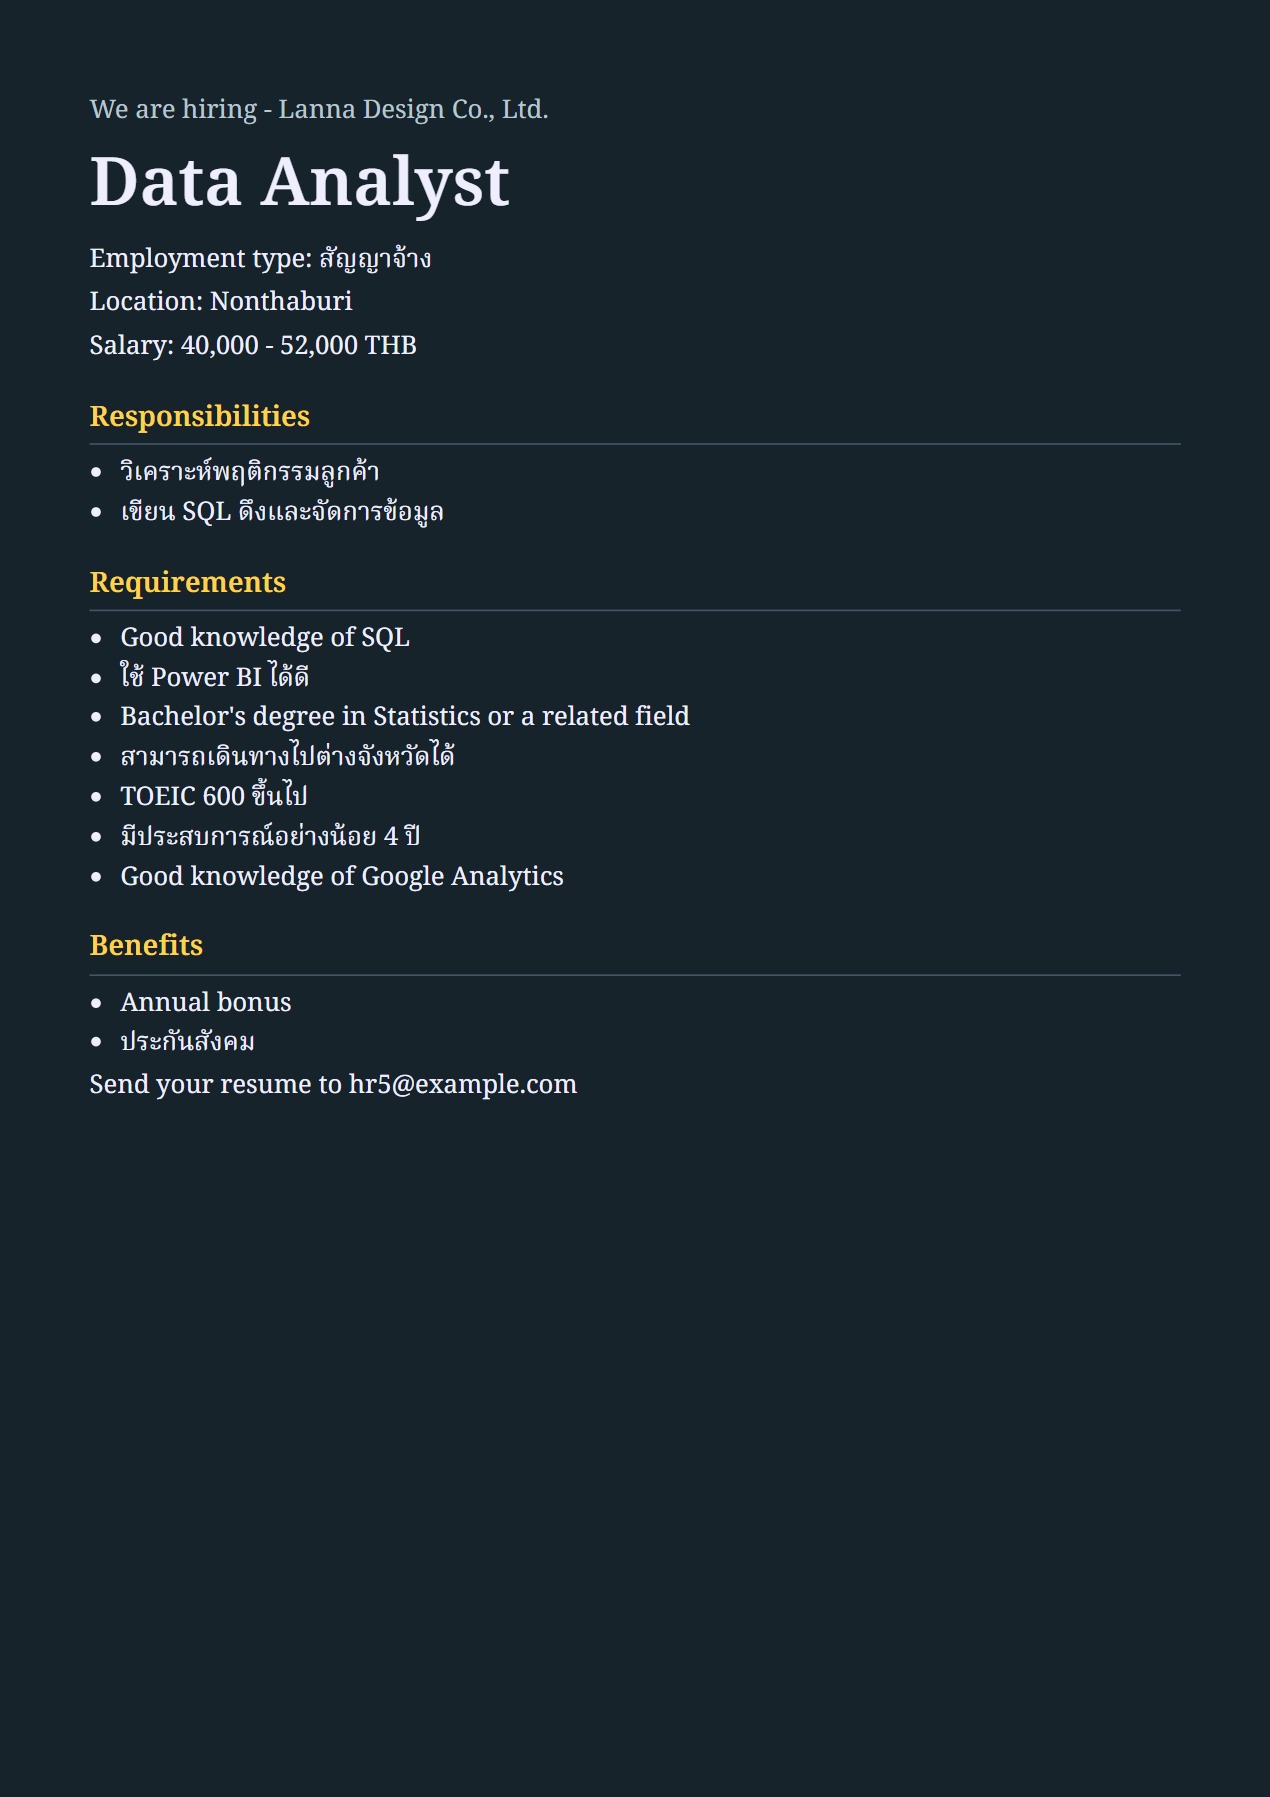 We are hiring - Lanna Design Co., Ltd.
Data Analyst
Employment type: สัญญาจ้าง
Location: Nonthaburi
Salary: 40,000 - 52,000 THB
Responsibilities
• วิเคราะห์พฤติกรรมลูกค้า
• เขียน SQL ดึงและจัดการข้อมูล
Requirements
• Good knowledge of SQL
• ใช้ Power BI ได้ดี
• Bachelor's degree in Statistics or a related field
• สามารถเดินทางไปต่างจังหวัดได้
• TOEIC 600 ขึ้นไป
• มีประสบการณ์อย่างน้อย 4 ปี
• Good knowledge of Google Analytics
Benefits
• Annual bonus
• ประกันสังคม
Send your resume to hr5@example.com